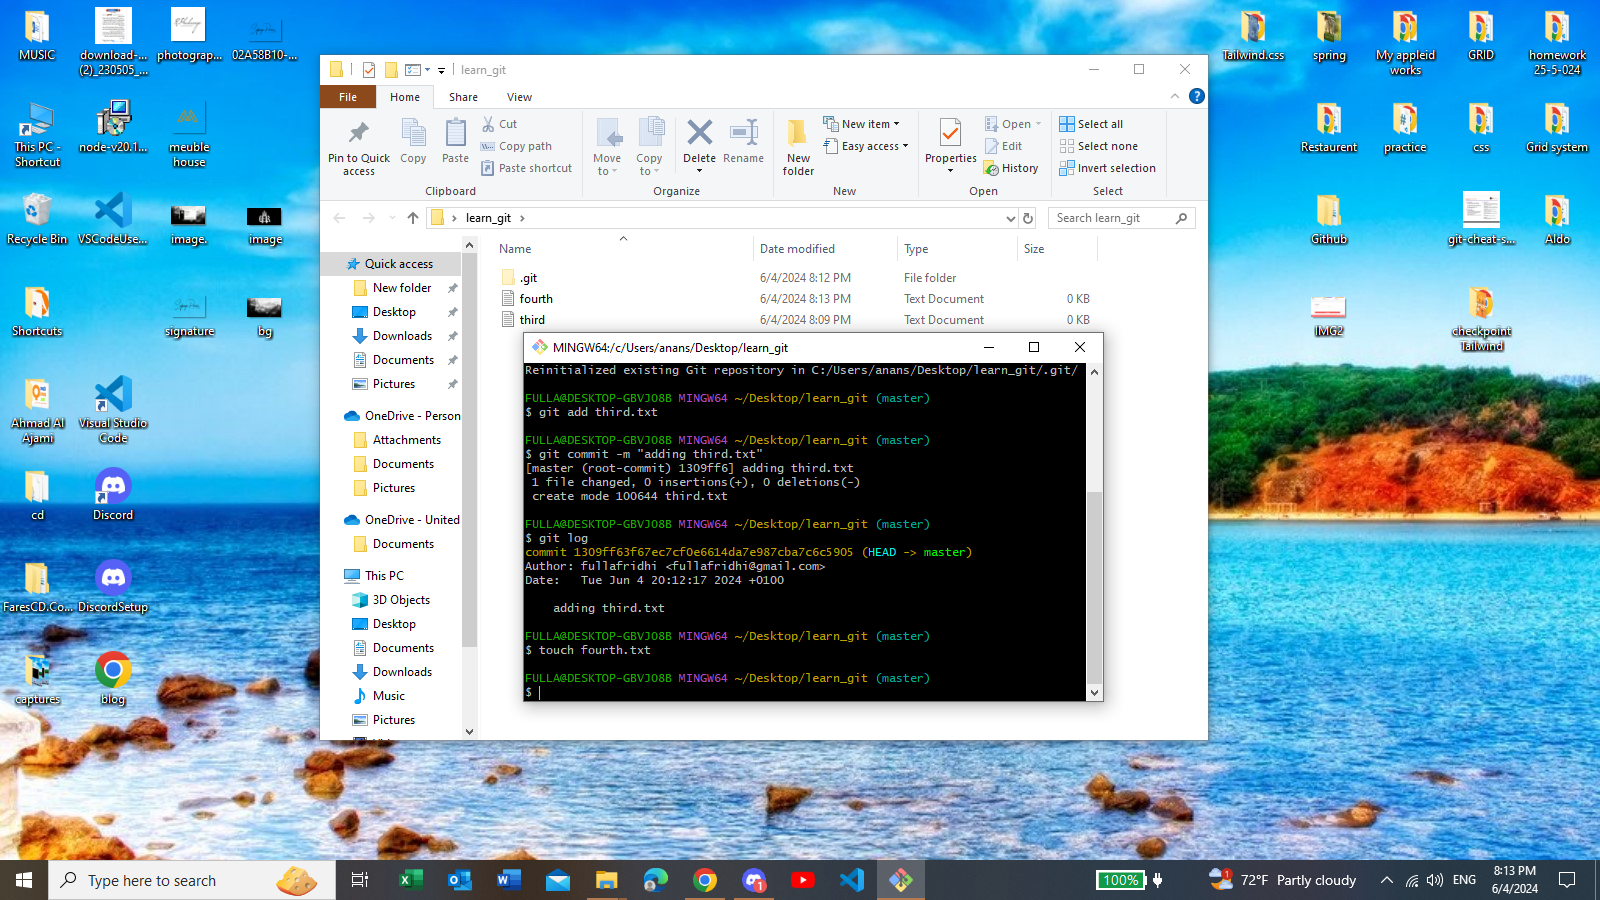 MUSIC
download-...
(2)_230505_...
photograp...
02A58B10-...
This PC -
Shortcut
node-v20.1...
meuble
house
Recycle Bin
VSCodeUse...
image.
image
Shortcuts
signature
bg
Ahmad Al
Ajami
Visual Studio
Code
cd
Discord
FaresCD.Co...
DiscordSetup
captures
blog
Tailwind.css
spring
My appleid
works
GRID
homework
25-5-024
Restaurent
practice
css
Grid system
Github
git-cheat-s...
Aldo
IMG2
checkpoint
Tailwind
learn_git
File
Home
Share
View
Pin to Quick
access
Copy
Paste
Cut
Copy path
Paste shortcut
Clipboard
Move
to
Copy
to
Delete
Rename
Organize
New
folder
New item
Easy access
New
Properties
Open
Edit
History
Open
Select all
Select none
Invert selection
Select
learn_git
Search learn_git
Name
Date modified
Type
Size
.git
6/4/2024 8:12 PM
File folder
fourth
6/4/2024 8:13 PM
Text Document
0 KB
third
6/4/2024 8:09 PM
Text Document
0 KB
Quick access
New folder
Desktop
Downloads
Documents
Pictures
OneDrive - Person
Attachments
Documents
Pictures
OneDrive - United
Documents
This PC
3D Objects
Desktop
Documents
Downloads
Music
Pictures
MINGW64:/c/Users/anans/Desktop/learn_git
Reinitialized existing Git repository in C:/Users/anans/Desktop/learn_git/.git/
FULLA@DESKTOP-GBVJO8B MINGW64 ~/Desktop/learn_git (master)
$ git add third.txt
FULLA@DESKTOP-GBVJO8B MINGW64 ~/Desktop/learn_git (master)
$ git commit -m "adding third.txt"
[master (root-commit) 1309ff6] adding third.txt
1 file changed, 0 insertions(+), 0 deletions(-)
create mode 100644 third.txt
FULLA@DESKTOP-GBVJO8B MINGW64 ~/Desktop/learn_git (master)
$ git log
commit 1309ff63f67ec7cf0e6614da7e987cba7c6c5905 (HEAD -> master)
Author: fullafridhi <fullafridhi@gmail.com>
Date:   Tue Jun 4 20:12:17 2024 +0100
adding third.txt
FULLA@DESKTOP-GBVJO8B MINGW64 ~/Desktop/learn_git (master)
$ touch fourth.txt
FULLA@DESKTOP-GBVJO8B MINGW64 ~/Desktop/learn_git (master)
$
Type here to search
100%
1
72°F Partly cloudy
ENG
8:13 PM
6/4/2024